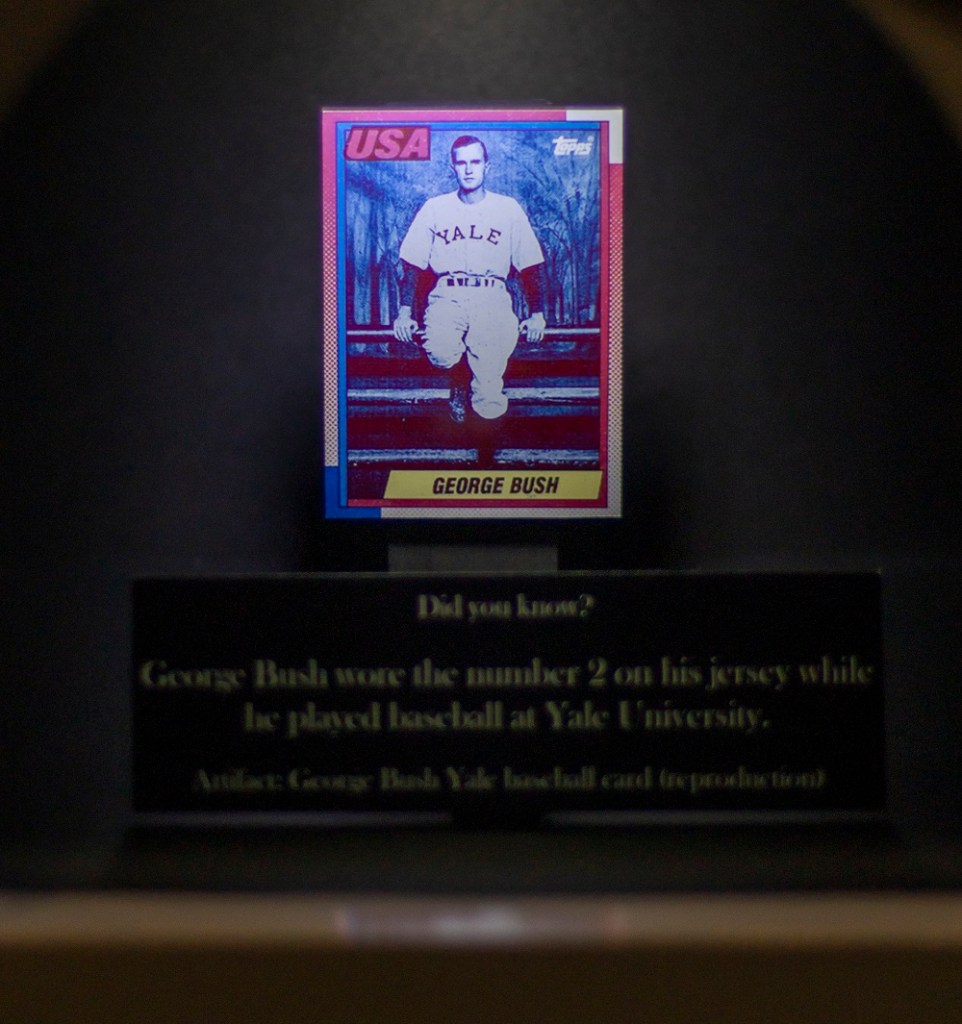 USA
Topps
YALE
GEORGE BUSH
Did you know?
George Bush wore the number 2 on his jersey while
he played baseball at Yale University.
Artifact: George Bush Yale baseball card (reproduction)